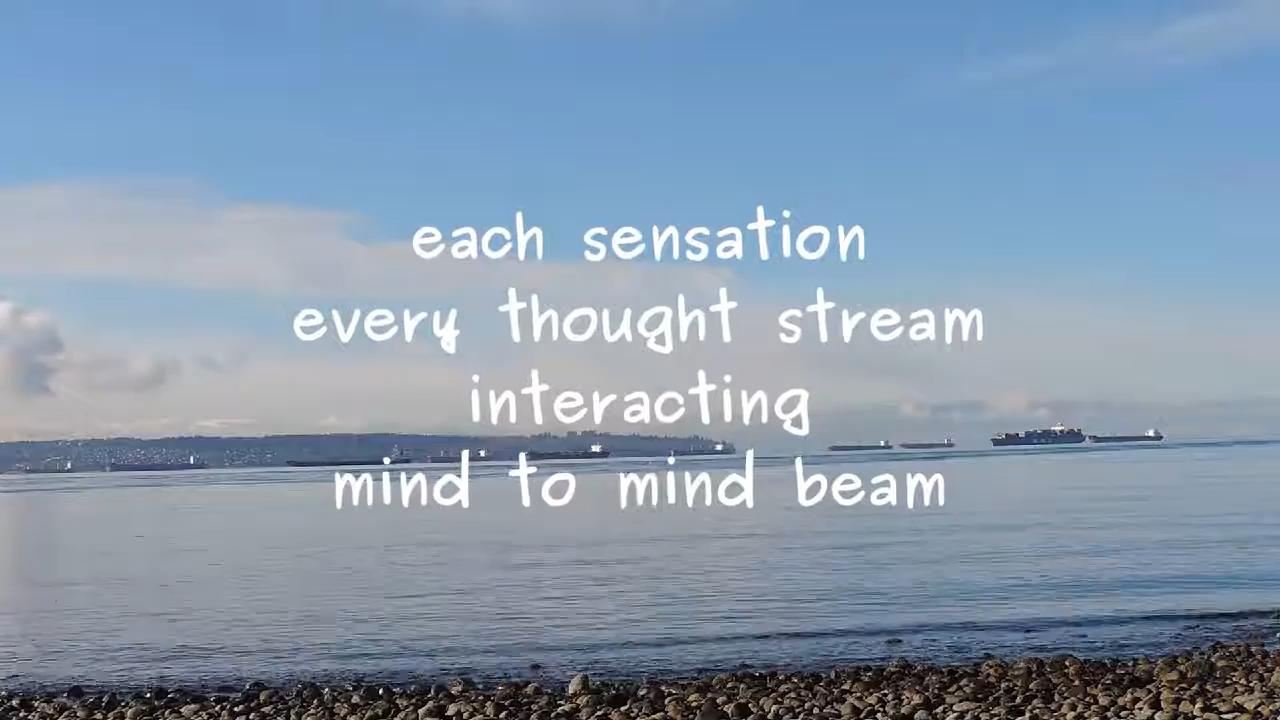 each sensation
every thought stream
interacting
mind to mind beam